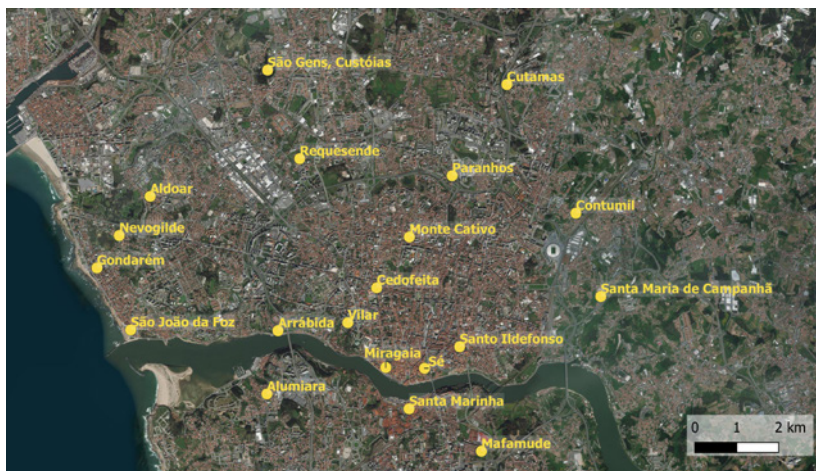 São Gens, Custóias
Cutamas
Requesende
Paranhos
Aldoar
Contumil
Nevogilde
Monte Cativo
Gondarém
Cedofeita
Santa Maria de Campanhã
São João da Foz
Arrábida
Vilar
Santo Ildefonso
Miragaia
Sé
Alumiara
Santa Marinha
0 1 2 km
Mafamude